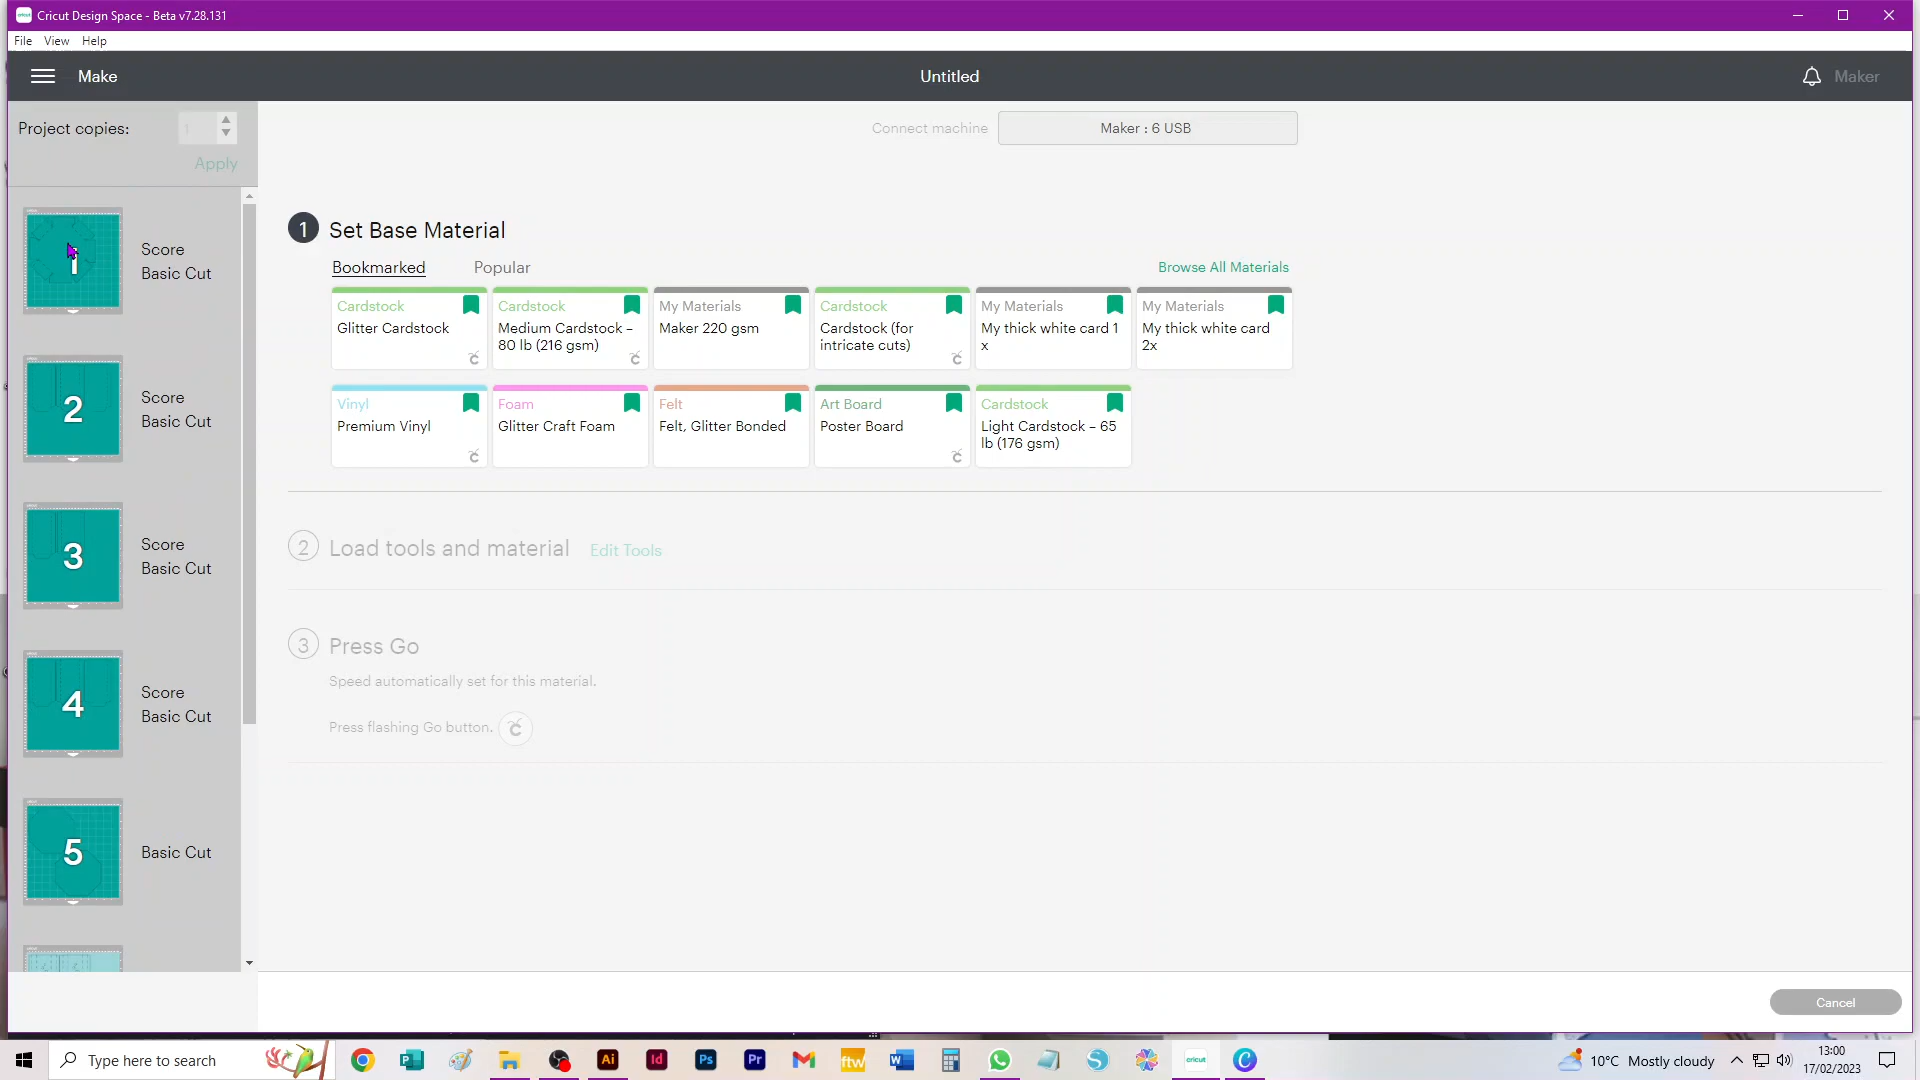 Cricut Design Space - Beta v7.28.131
File View Help
Make
Untitled
Maker
Project copies:
1
Apply
Connect machine
Maker : 6 USB
1
Score
Basic Cut
2
Score
Basic Cut
3
Score
Basic Cut
4
Score
Basic Cut
5
Basic Cut
1 Set Base Material
Bookmarked Popular Browse All Materials
Cardstock
Glitter Cardstock
Cardstock
Medium Cardstock –
80 lb (216 gsm)
My Materials
Maker 220 gsm
Cardstock
Cardstock (for
intricate cuts)
My Materials
My thick white card 1
x
My Materials
My thick white card
2x
Vinyl
Premium Vinyl
Foam
Glitter Craft Foam
Felt
Felt, Glitter Bonded
Art Board
Poster Board
Cardstock
Light Cardstock – 65
lb (176 gsm)
2 Load tools and material Edit Tools
3 Press Go
Speed automatically set for this material.
Press flashing Go button.
Cancel
Type here to search
10°C Mostly cloudy
13:00
17/02/2023